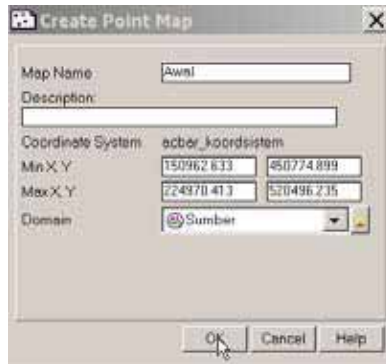 Create Point Map
Map Name Awal
Description:
Coordinate System acbar_koordsistem
Min X, Y 150962.633 450774.899
Max X, Y 224970.413 520496.235
Domain Sumber
OK Cancel Help